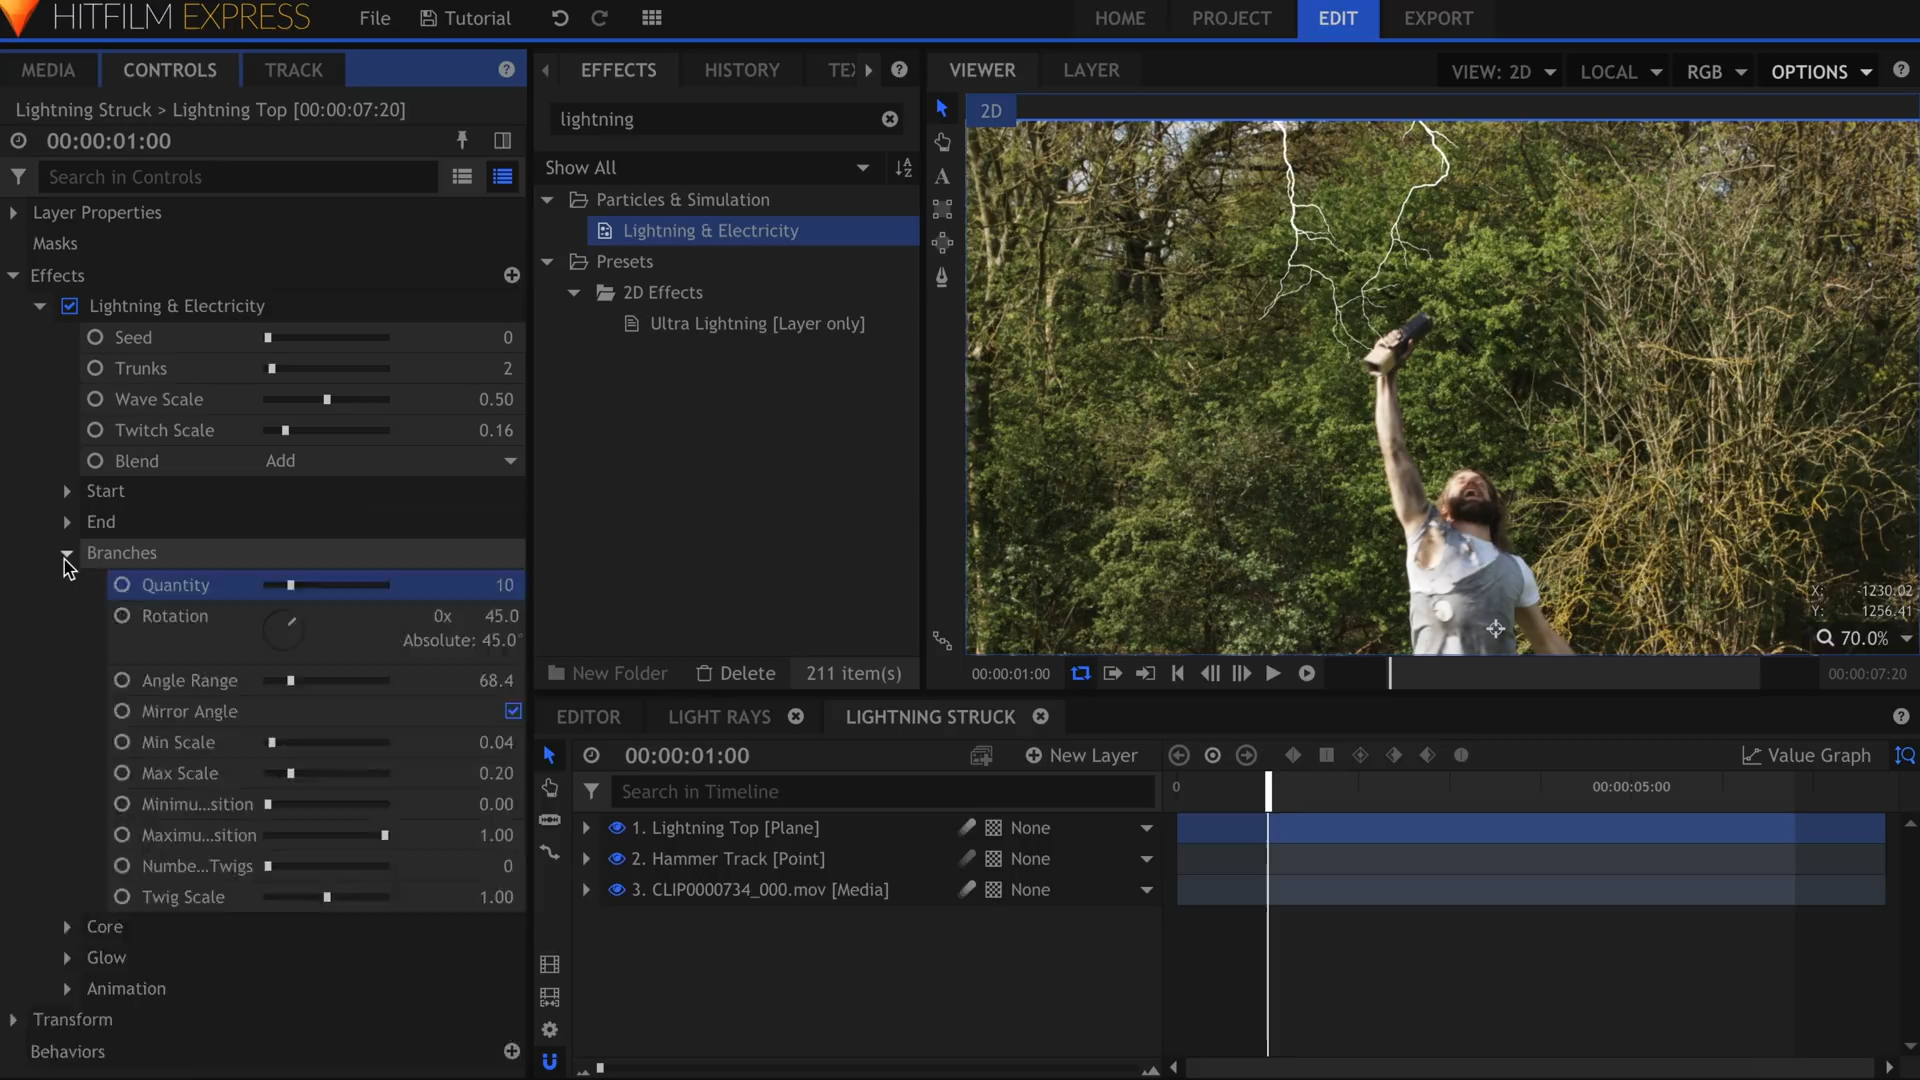 HITFILM EXPRESS
File
Tutorial
HOME
PROJECT
EDIT
EXPORT
MEDIA
CONTROLS
TRACK
Lightning Struck > Lightning Top [00:00:07:20]
00:00:01:00
Search in Controls
Layer Properties
Masks
Effects
Lightning & Electricity
Seed 0
Trunks 2
Wave Scale 0.50
Twitch Scale 0.16
Blend Add
Start
End
Branches
Quantity 10
Rotation 0x 45.0
Absolute: 45.0°
Angle Range 68.4
Mirror Angle
Min Scale 0.04
Max Scale 0.20
Minimu...sition 0.00
Maximu...sition 1.00
Numbe...Twigs 0
Twig Scale 1.00
Core
Glow
Animation
Transform
Behaviors
EFFECTS
HISTORY
TEX
lightning
Show All
Particles & Simulation
Lightning & Electricity
Presets
2D Effects
Ultra Lightning [Layer only]
New Folder
Delete
211 item(s)
VIEWER
LAYER
VIEW: 2D
LOCAL
RGB
OPTIONS
2D
X: -1230.02
Y: 1256.41
70.0%
00:00:01:00
00:00:07:20
EDITOR
LIGHT RAYS
LIGHTNING STRUCK
00:00:01:00
New Layer
Value Graph
Search in Timeline
0
00:00:05:00
1. Lightning Top [Plane] None
2. Hammer Track [Point] None
3. CLIP0000734_000.mov [Media] None